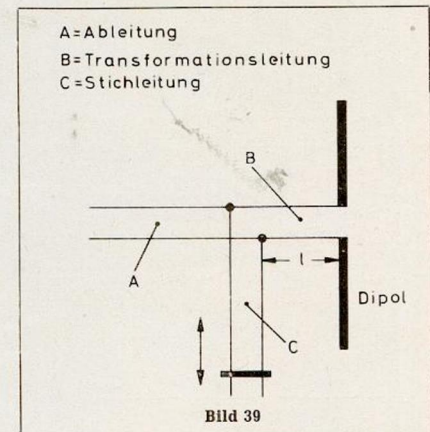 A=Ableitung
B=Transformationsleitung
C=Stichleitung
B
A
l
Dipol
C
Bild 39